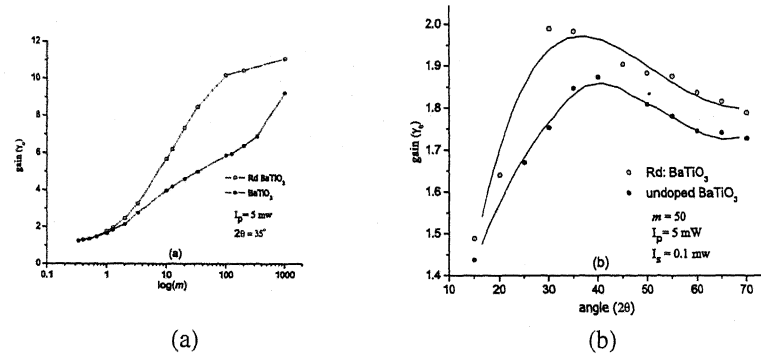 12
10
8
6
4
2
0
gain (γ₀)
Rd BaTiO₃
BaTiO₃
Iₚ = 5 mw
2θ = 35°
(a)
0.1
1
10
100
1000
log(m)
(a)
2.0
1.9
1.8
1.7
1.6
1.5
1.4
gain (γ₀)
Rd: BaTiO₃
undoped BaTiO₃
m = 50
Iₚ= 5 mW
Iₛ = 0.1 mw
(b)
10
20
30
40
50
60
70
angle (2θ)
(b)